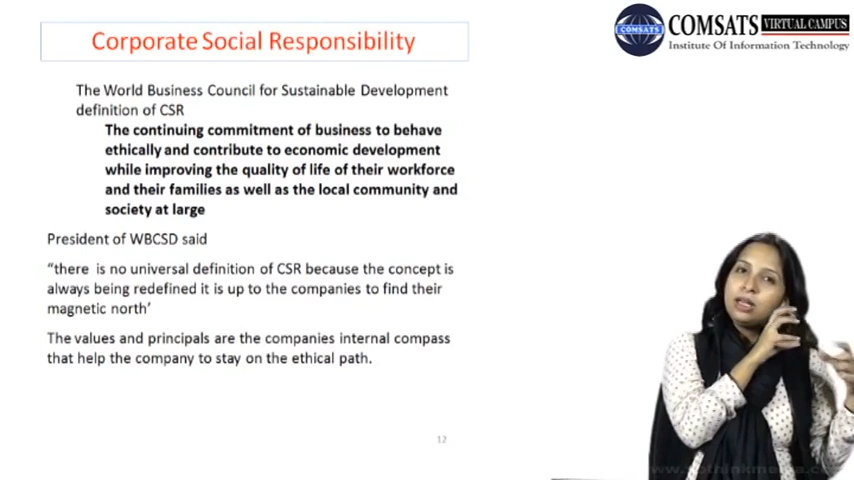 Corporate Social Responsibility
COMSATS VIRTUAL CAMPUS
COMSATS
Institute Of Information Technology
The World Business Council for Sustainable Development
definition of CSR
The continuing commitment of business to behave
ethically and contribute to economic development
while improving the quality of life of their workforce
and their families as well as the local community and
society at large
President of WBCSD said
“there is no universal definition of CSR because the concept is
always being redefined it is up to the companies to find their
magnetic north’
The values and principals are the companies internal compass
that help the company to stay on the ethical path.
12